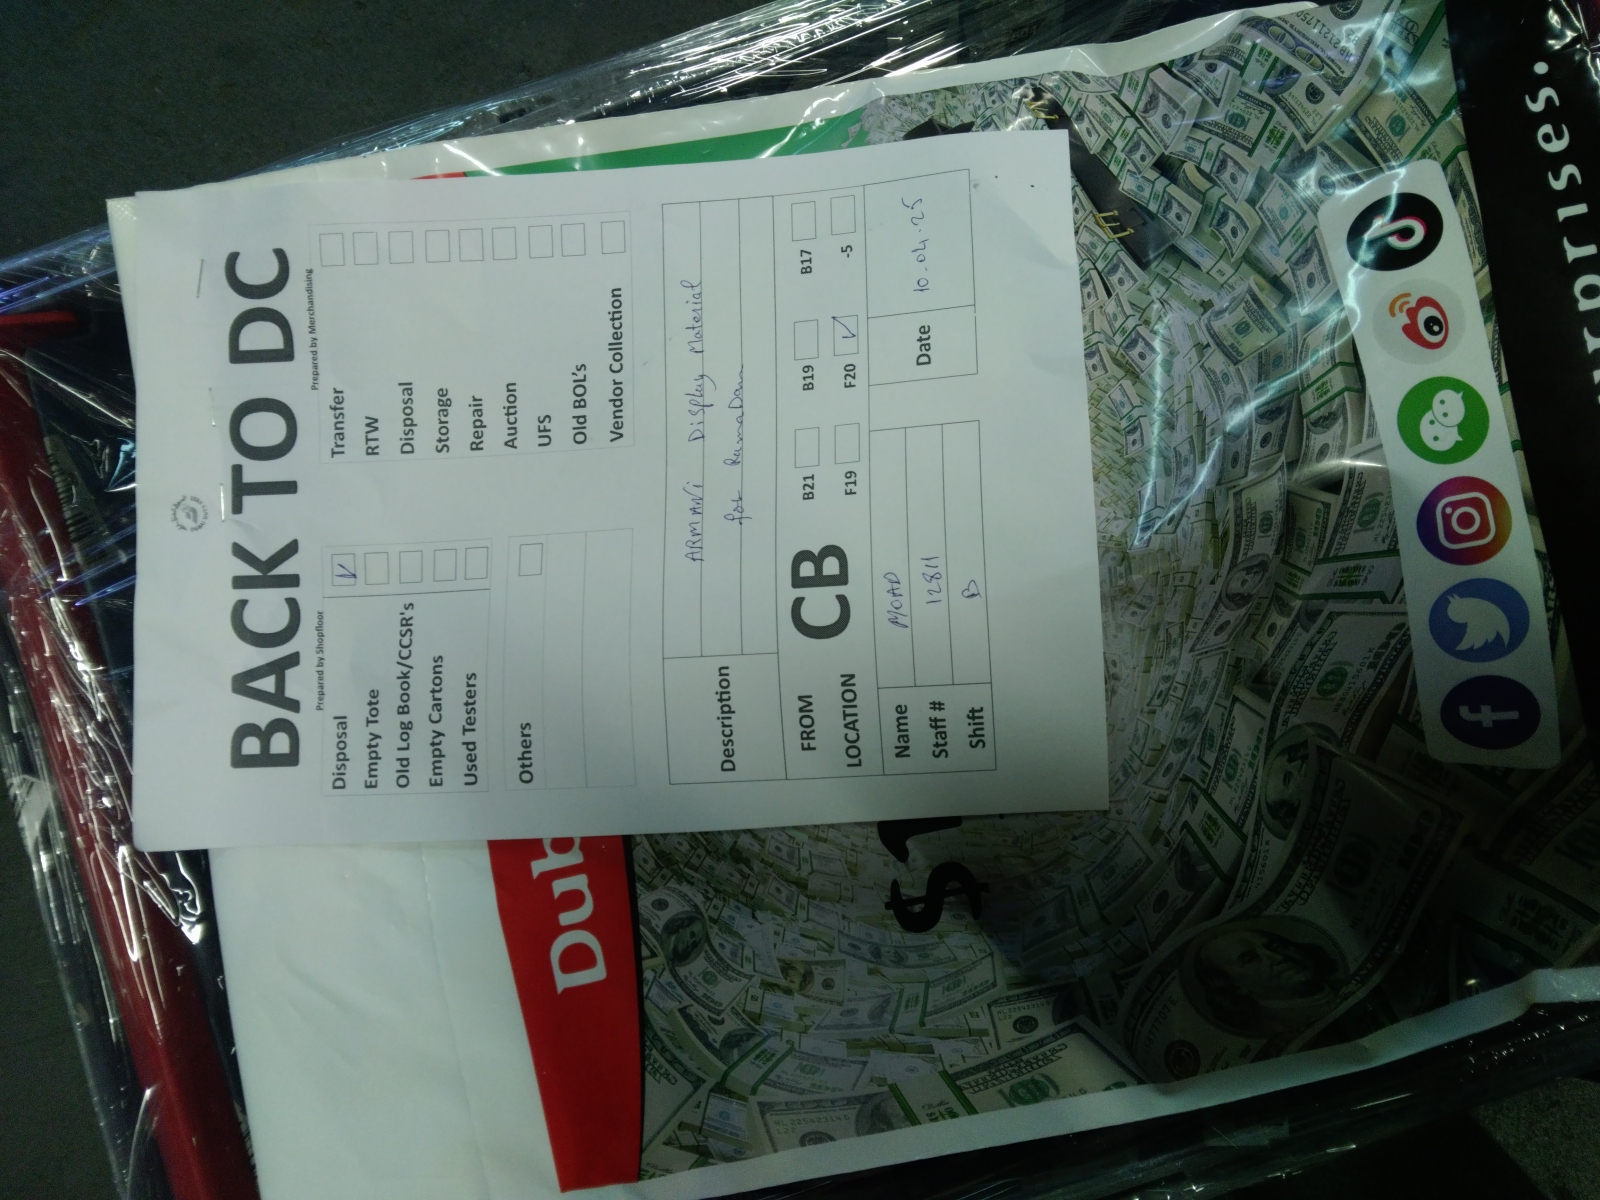 BACK TO DC
Prepared by Shopfloor
Prepared by Merchandising
Disposal
Transfer
Empty Tote
RTW
Old Log Book/CCSR's
Disposal
Empty Cartons
Storage
Used Testers
Repair
Auction
Others
UFS
Old BOL's
Vendor Collection
Description
ARMANI Display Material
for RamaDan
FROM
LOCATION
CB
B21
B19
B17
F19
F20
-5
Name
MOAD
Staff #
12811
Shift
B
Date
10.04.25
Dub
$1